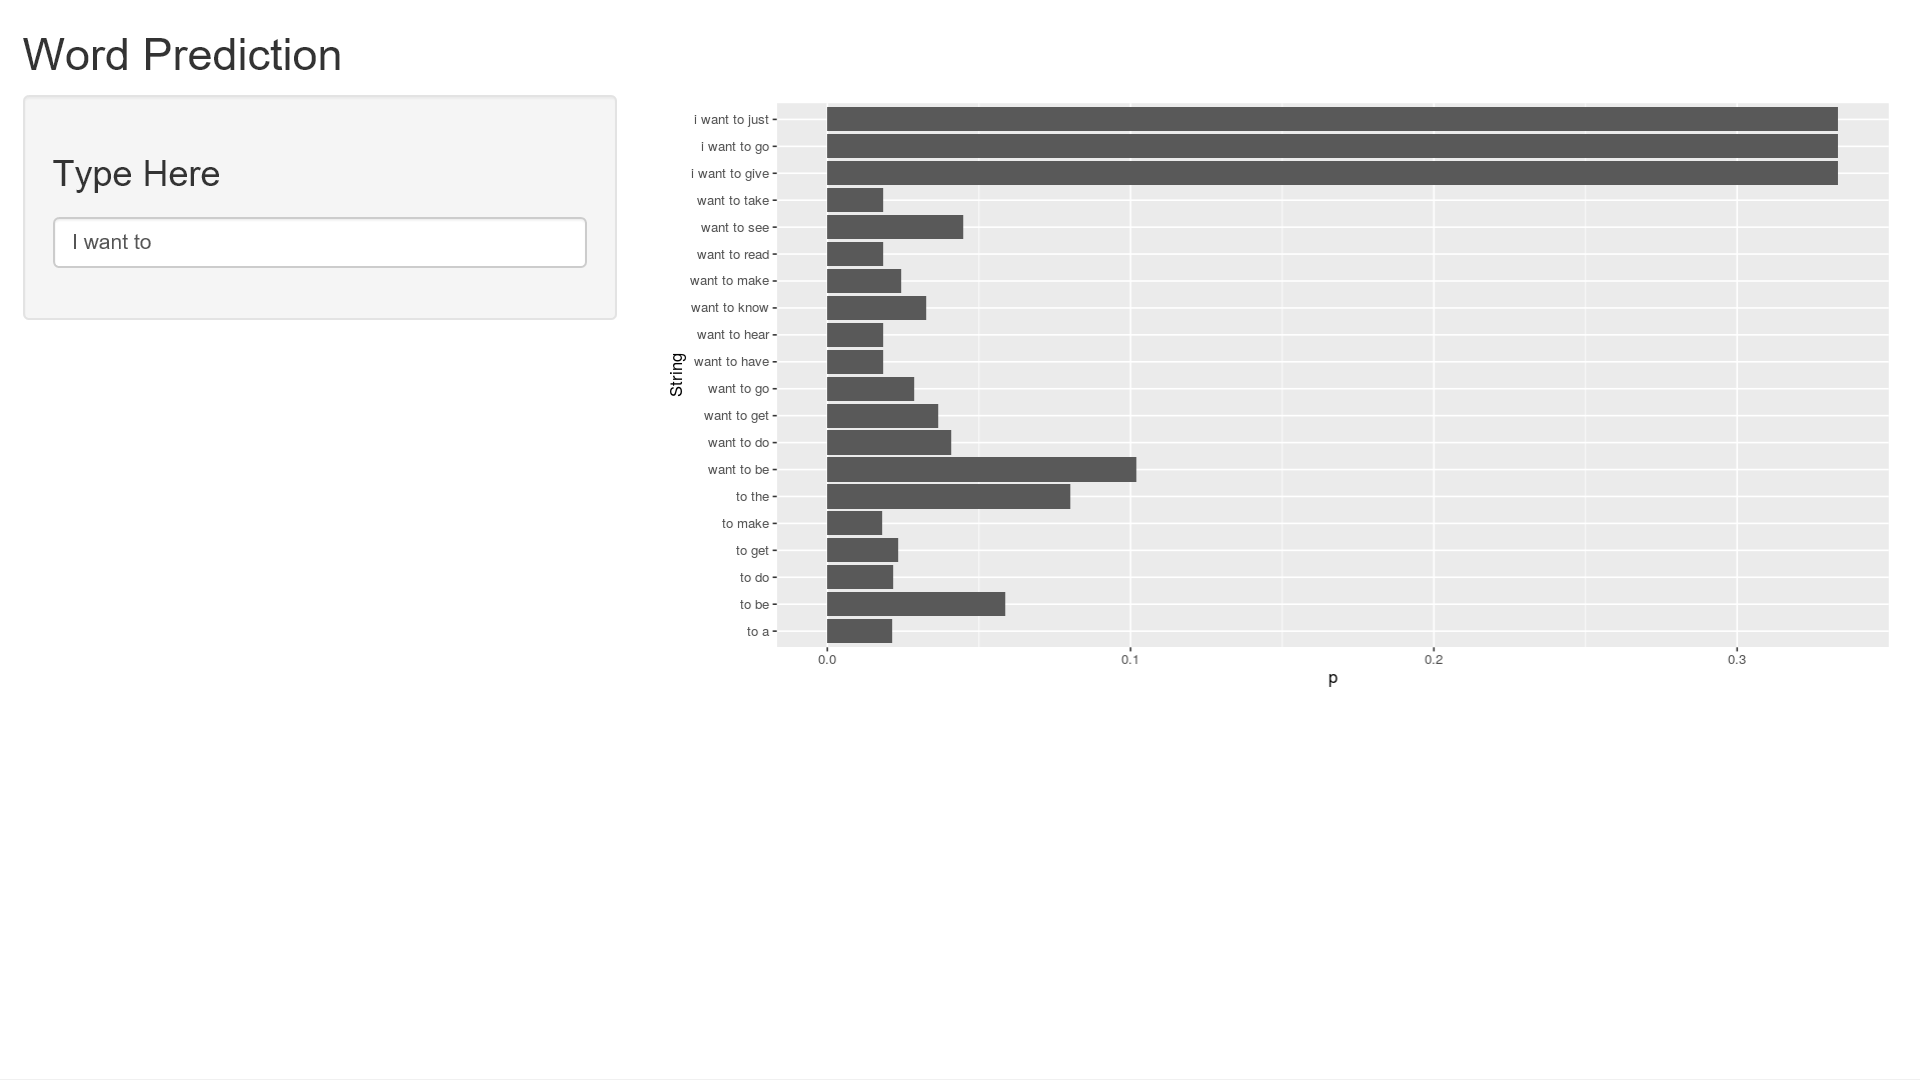 Word Prediction
Type Here
I want to
String
i want to just
i want to go
i want to give
want to take
want to see
want to read
want to make
want to know
want to hear
want to have
want to go
want to get
want to do
want to be
to the
to make
to get
to do
to be
to a
0.0 0.1 0.2 0.3
p